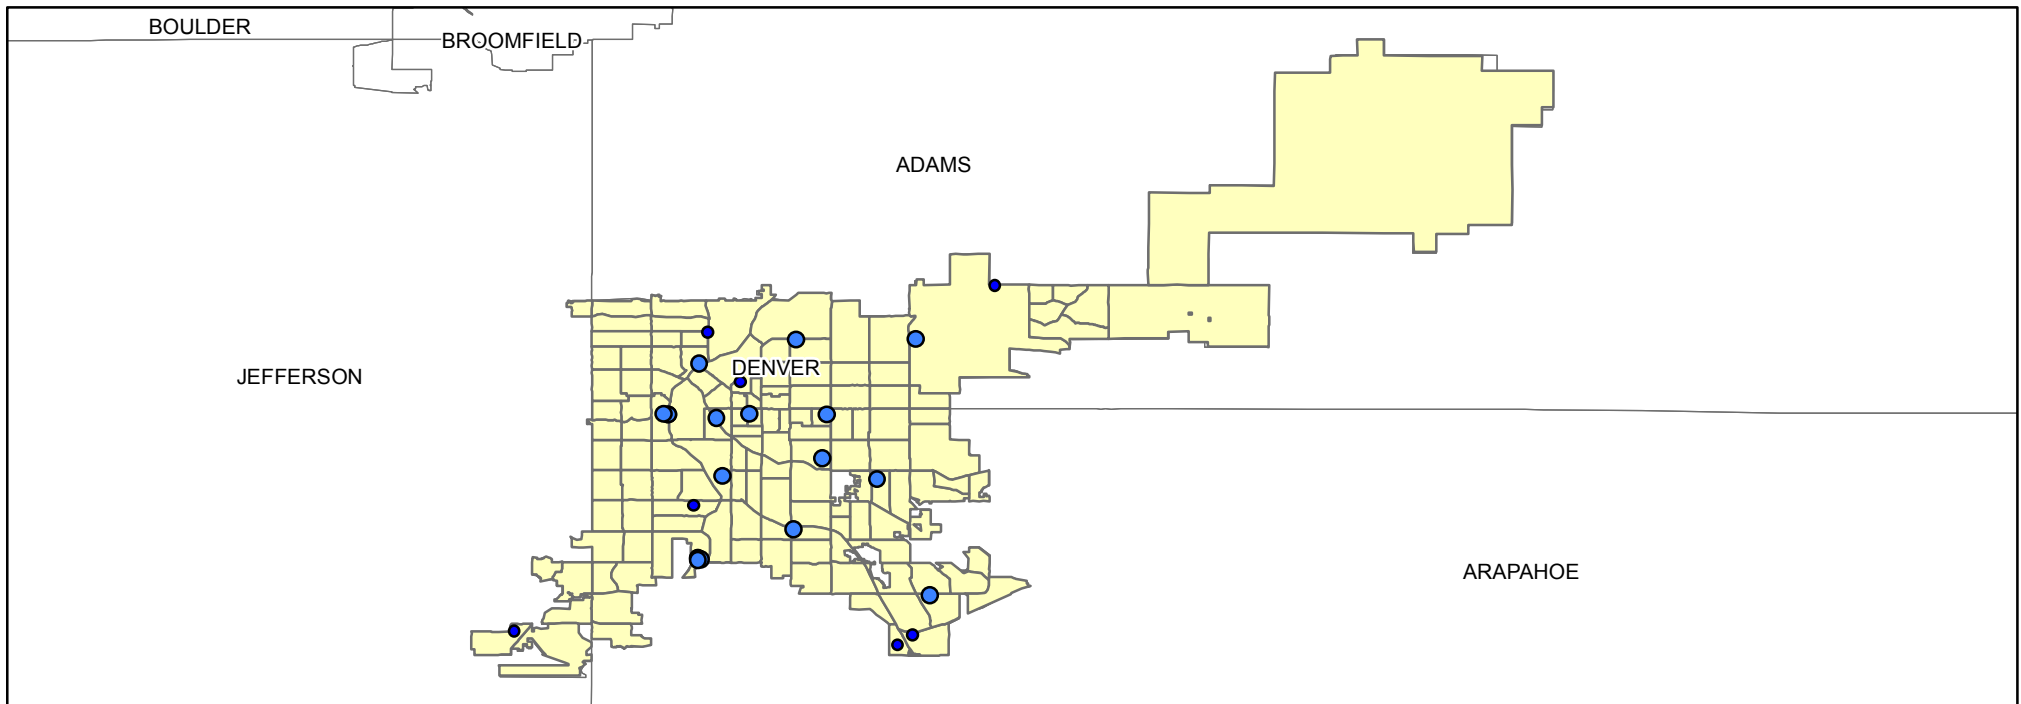 BOULDER
BROOMFIELD
ADAMS
DENVER
JEFFERSON
ARAPAHOE